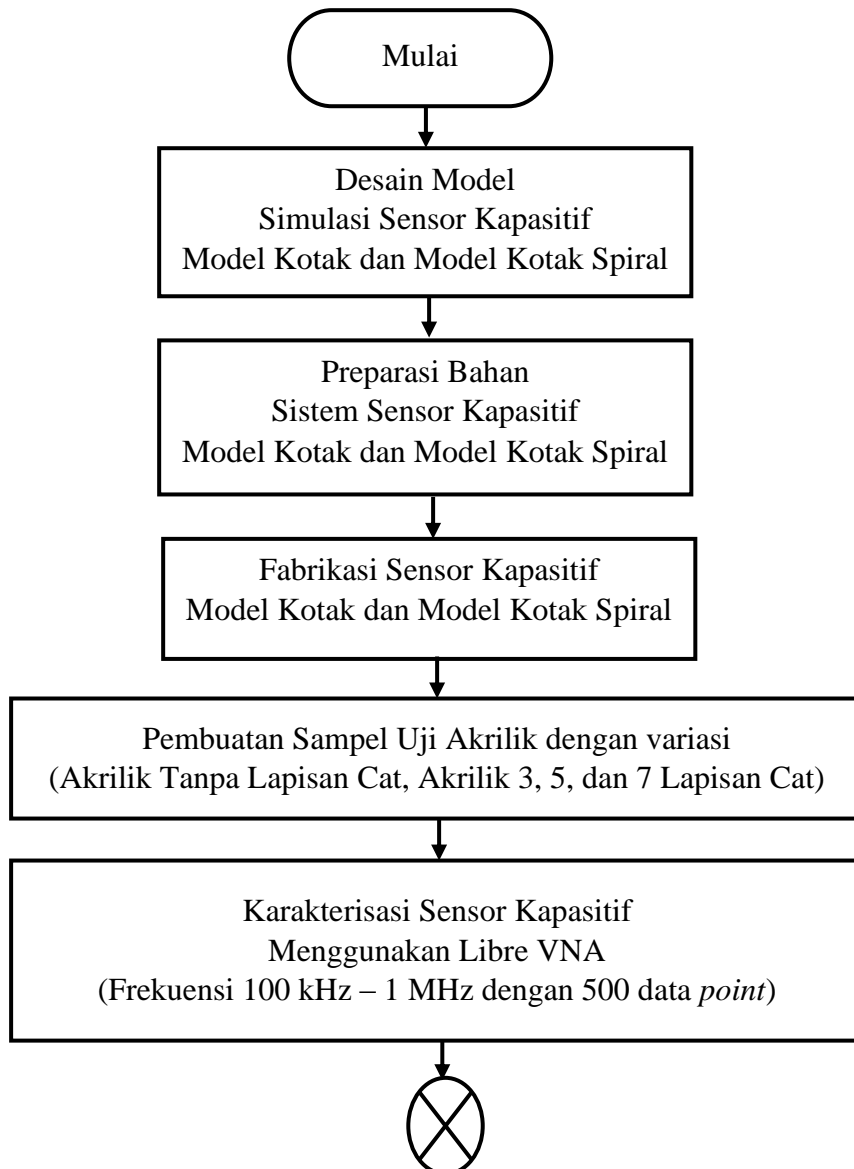 Mulai
Desain Model
Simulasi Sensor Kapasitif
Model Kotak dan Model Kotak Spiral
Preparasi Bahan
Sistem Sensor Kapasitif
Model Kotak dan Model Kotak Spiral
Fabrikasi Sensor Kapasitif
Model Kotak dan Model Kotak Spiral
Pembuatan Sampel Uji Akrilik dengan variasi
(Akrilik Tanpa Lapisan Cat, Akrilik 3, 5, dan 7 Lapisan Cat)
Karakterisasi Sensor Kapasitif
Menggunakan Libre VNA
(Frekuensi 100 kHz – 1 MHz dengan 500 data point)